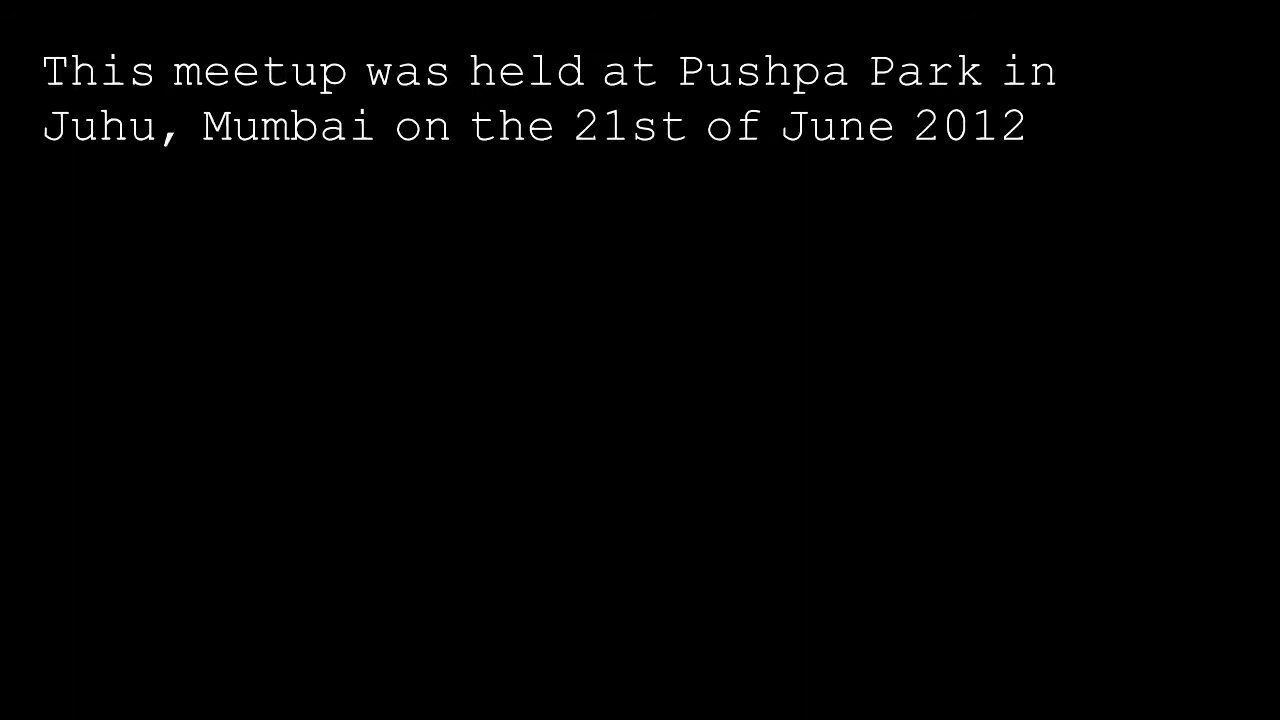 This meetup was held at Pushpa Park in
Juhu, Mumbai on the 21st of June 2012